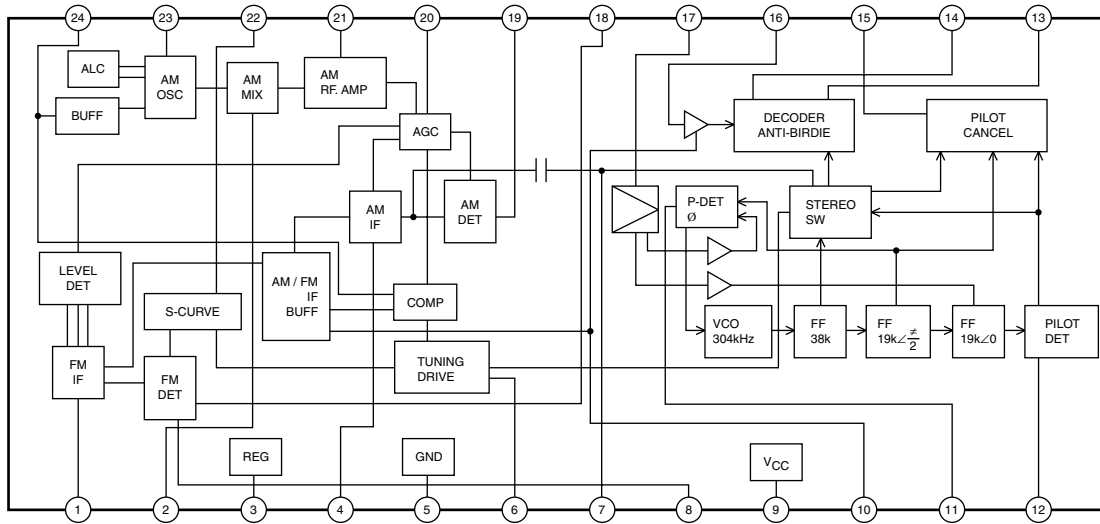 24 23 22 21 20 19 18 17 16 15 14 13
ALC
AM
OSC
AM
MIX
AM
RF. AMP
BUFF
AGC
DECODER
ANTI-BIRDIE
PILOT
CANCEL
AM
IF
AM
DET
P-DET
Ø
STEREO
SW
LEVEL
DET
AM / FM
IF
BUFF
COMP
S-CURVE
VCO
304kHz
FF
38k
FF
19k∠≠/2
FF
19k∠0
PILOT
DET
FM
IF
FM
DET
TUNING
DRIVE
REG
GND
VCC
1 2 3 4 5 6 7 8 9 10 11 12